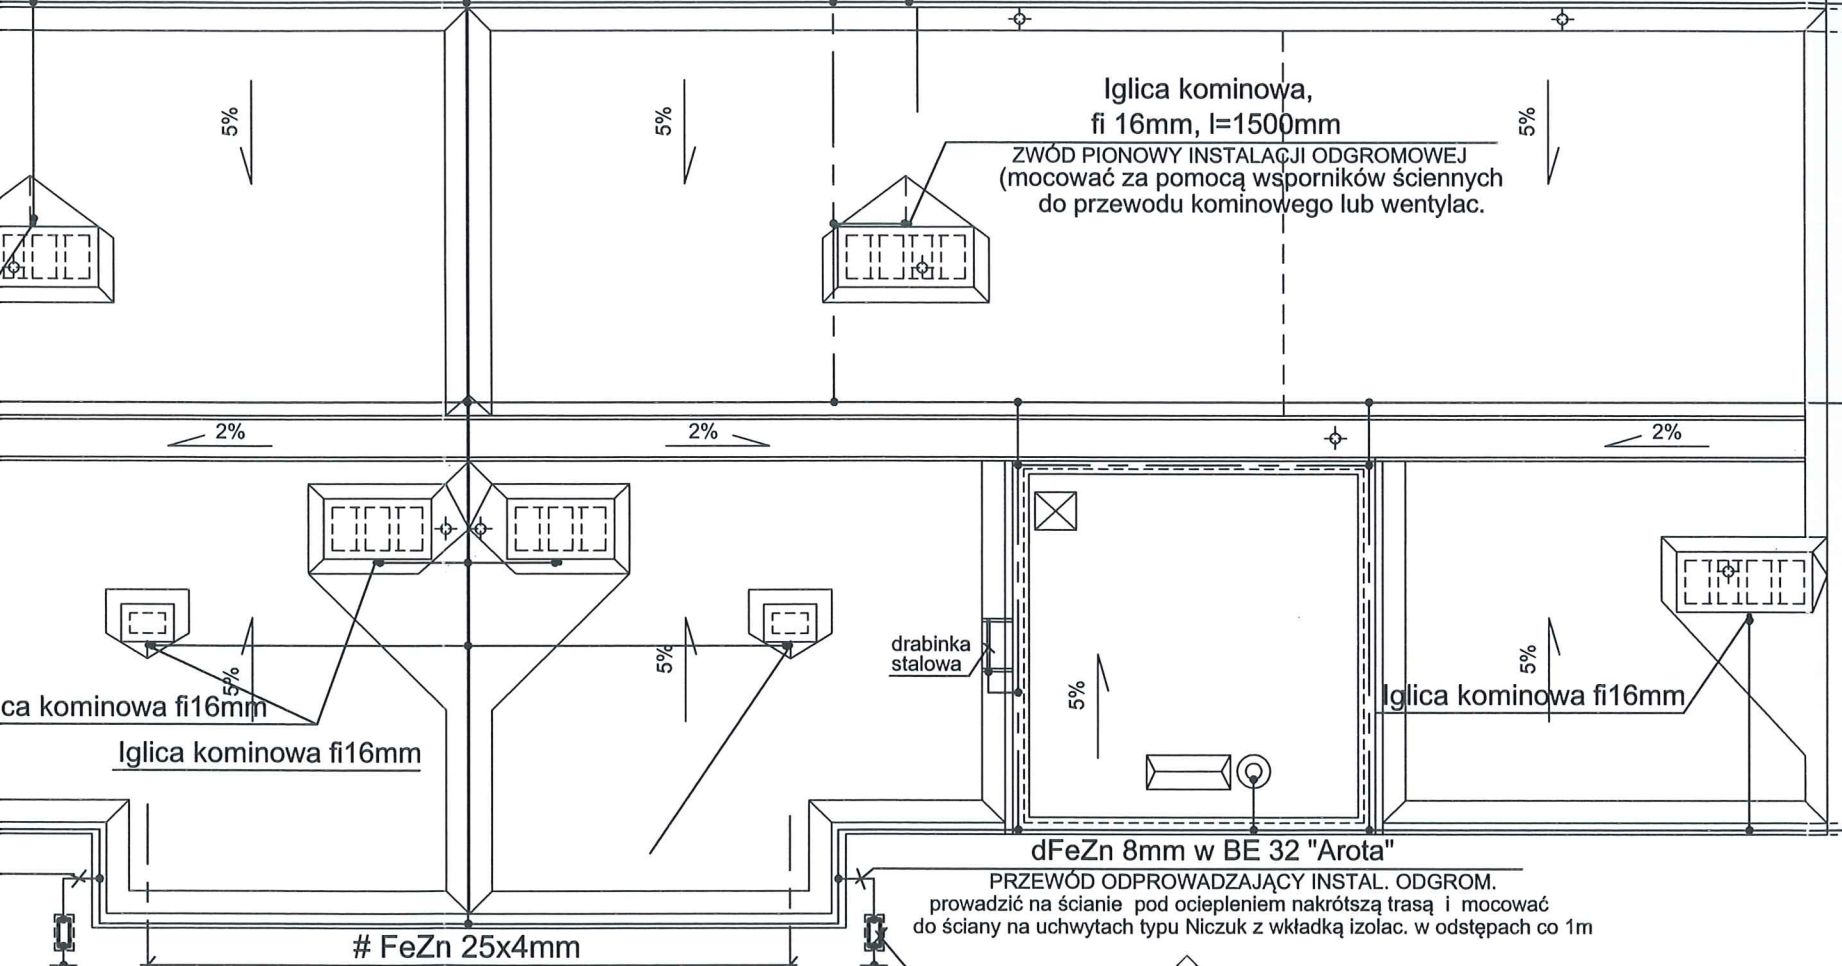 5%
5%
5%
Iglica kominowa,
fi 16mm, l=1500mm
ZWÓD PIONOWY INSTALACJI ODGROMOWEJ
(mocować za pomocą wsporników ściennych
do przewodu kominowego lub wentylac.
2%
2%
2%
drabinka
stalowa
5%
5%
5%
5%
ca kominowa fi16mm
Iglica kominowa fi16mm
Iglica kominowa fi16mm
dFeZn 8mm w BE 32 "Arota"
PRZEWÓD ODPROWADZAJĄCY INSTAL. ODGROM.
prowadzić na ścianie pod ociepleniem nakrótszą trasą i mocować
do ściany na uchwytach typu Niczuk z wkładką izolac. w odstępach co 1m
# FeZn 25x4mm